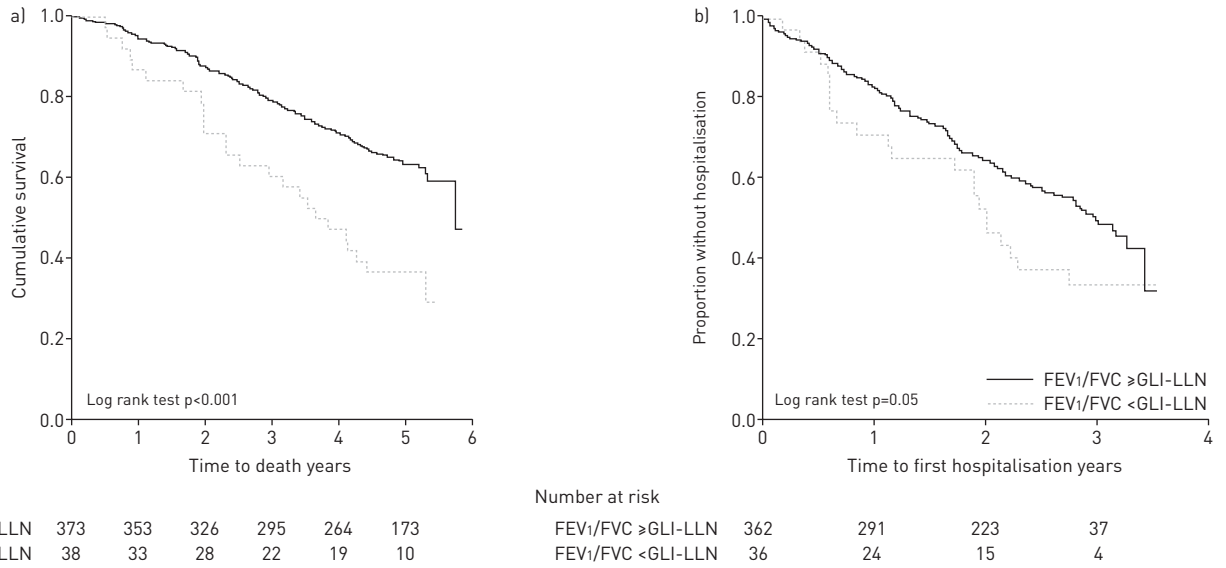 a)
1.0
0.8
0.6
0.4
0.2
0.0
Cumulative survival
Log rank test p<0.001
0 1 2 3 4 5 6
Time to death years
b)
1.0
0.8
0.6
0.4
0.2
0.0
Proportion without hospitalisation
FEV1/FVC ⩾GLI-LLN
FEV1/FVC <GLI-LLN
Log rank test p=0.05
0 1 2 3 4
Time to first hospitalisation years
Number at risk
LLN 373 353 326 295 264 173
LLN 38 33 28 22 19 10
FEV1/FVC ⩾GLI-LLN 362 291 223 37
FEV1/FVC <GLI-LLN 36 24 15 4